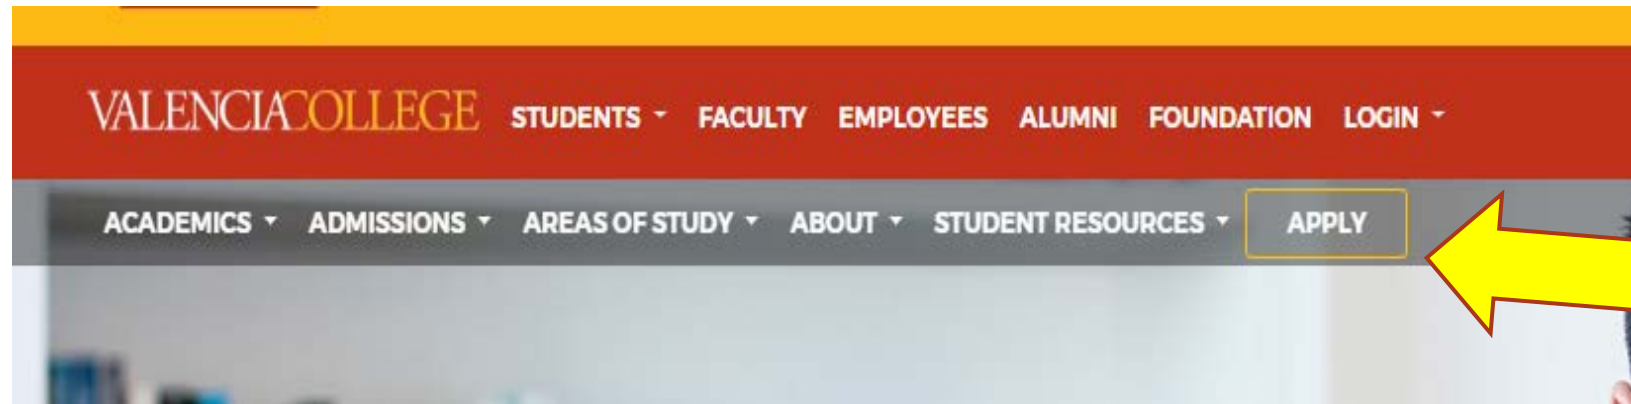 VALENCIACOLLEGE STUDENTS FACULTY EMPLOYEES ALUMNI FOUNDATION LOGIN
ACADEMICS ADMISSIONS AREAS OF STUDY ABOUT STUDENT RESOURCES APPLY